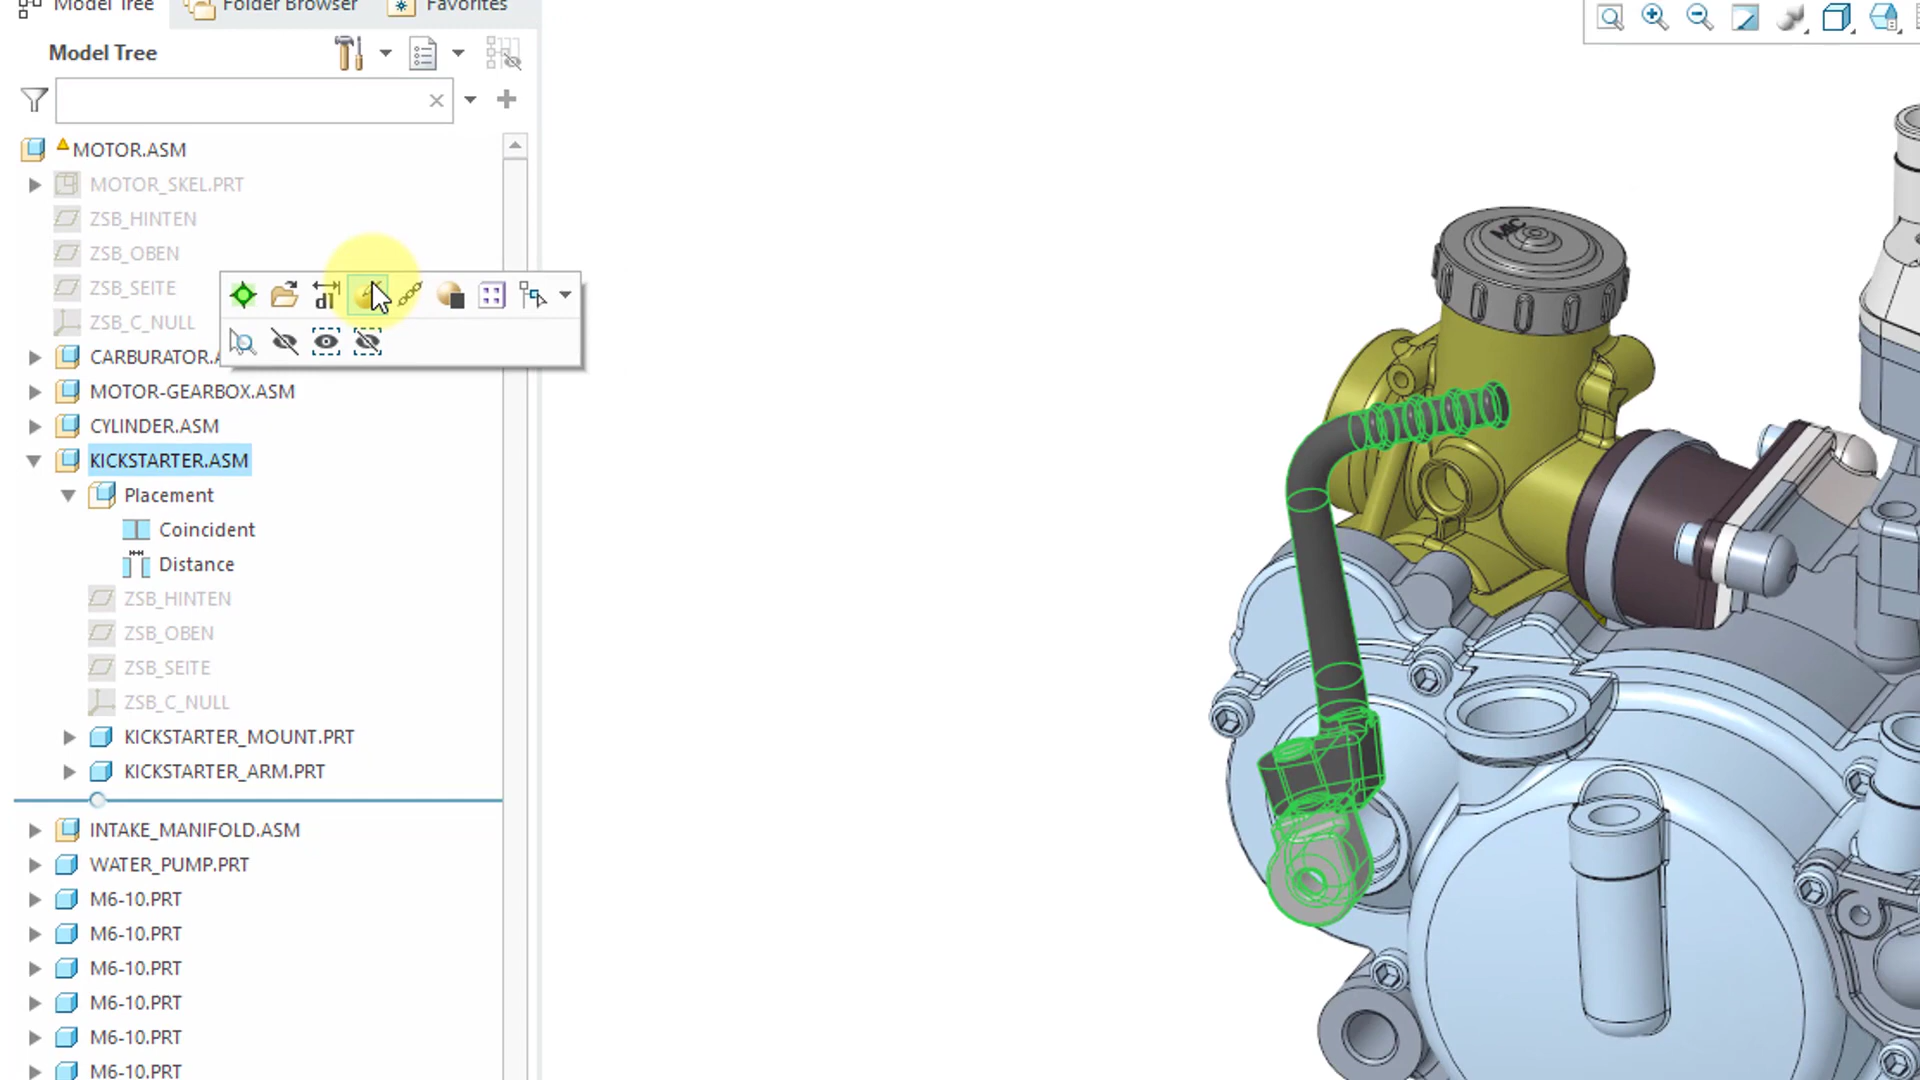 Model Tree
Folder Browser
Favorites
Model Tree
MOTOR.ASM
MOTOR_SKEL.PRT
ZSB_HINTEN
ZSB_OBEN
ZSB_SEITE
ZSB_C_NULL
CARBURATOR.A
MOTOR-GEARBOX.ASM
CYLINDER.ASM
KICKSTARTER.ASM
Placement
Coincident
Distance
ZSB_HINTEN
ZSB_OBEN
ZSB_SEITE
ZSB_C_NULL
KICKSTARTER_MOUNT.PRT
KICKSTARTER_ARM.PRT
INTAKE_MANIFOLD.ASM
WATER_PUMP.PRT
M6-10.PRT
M6-10.PRT
M6-10.PRT
M6-10.PRT
M6-10.PRT
M6-10.PRT
MIC